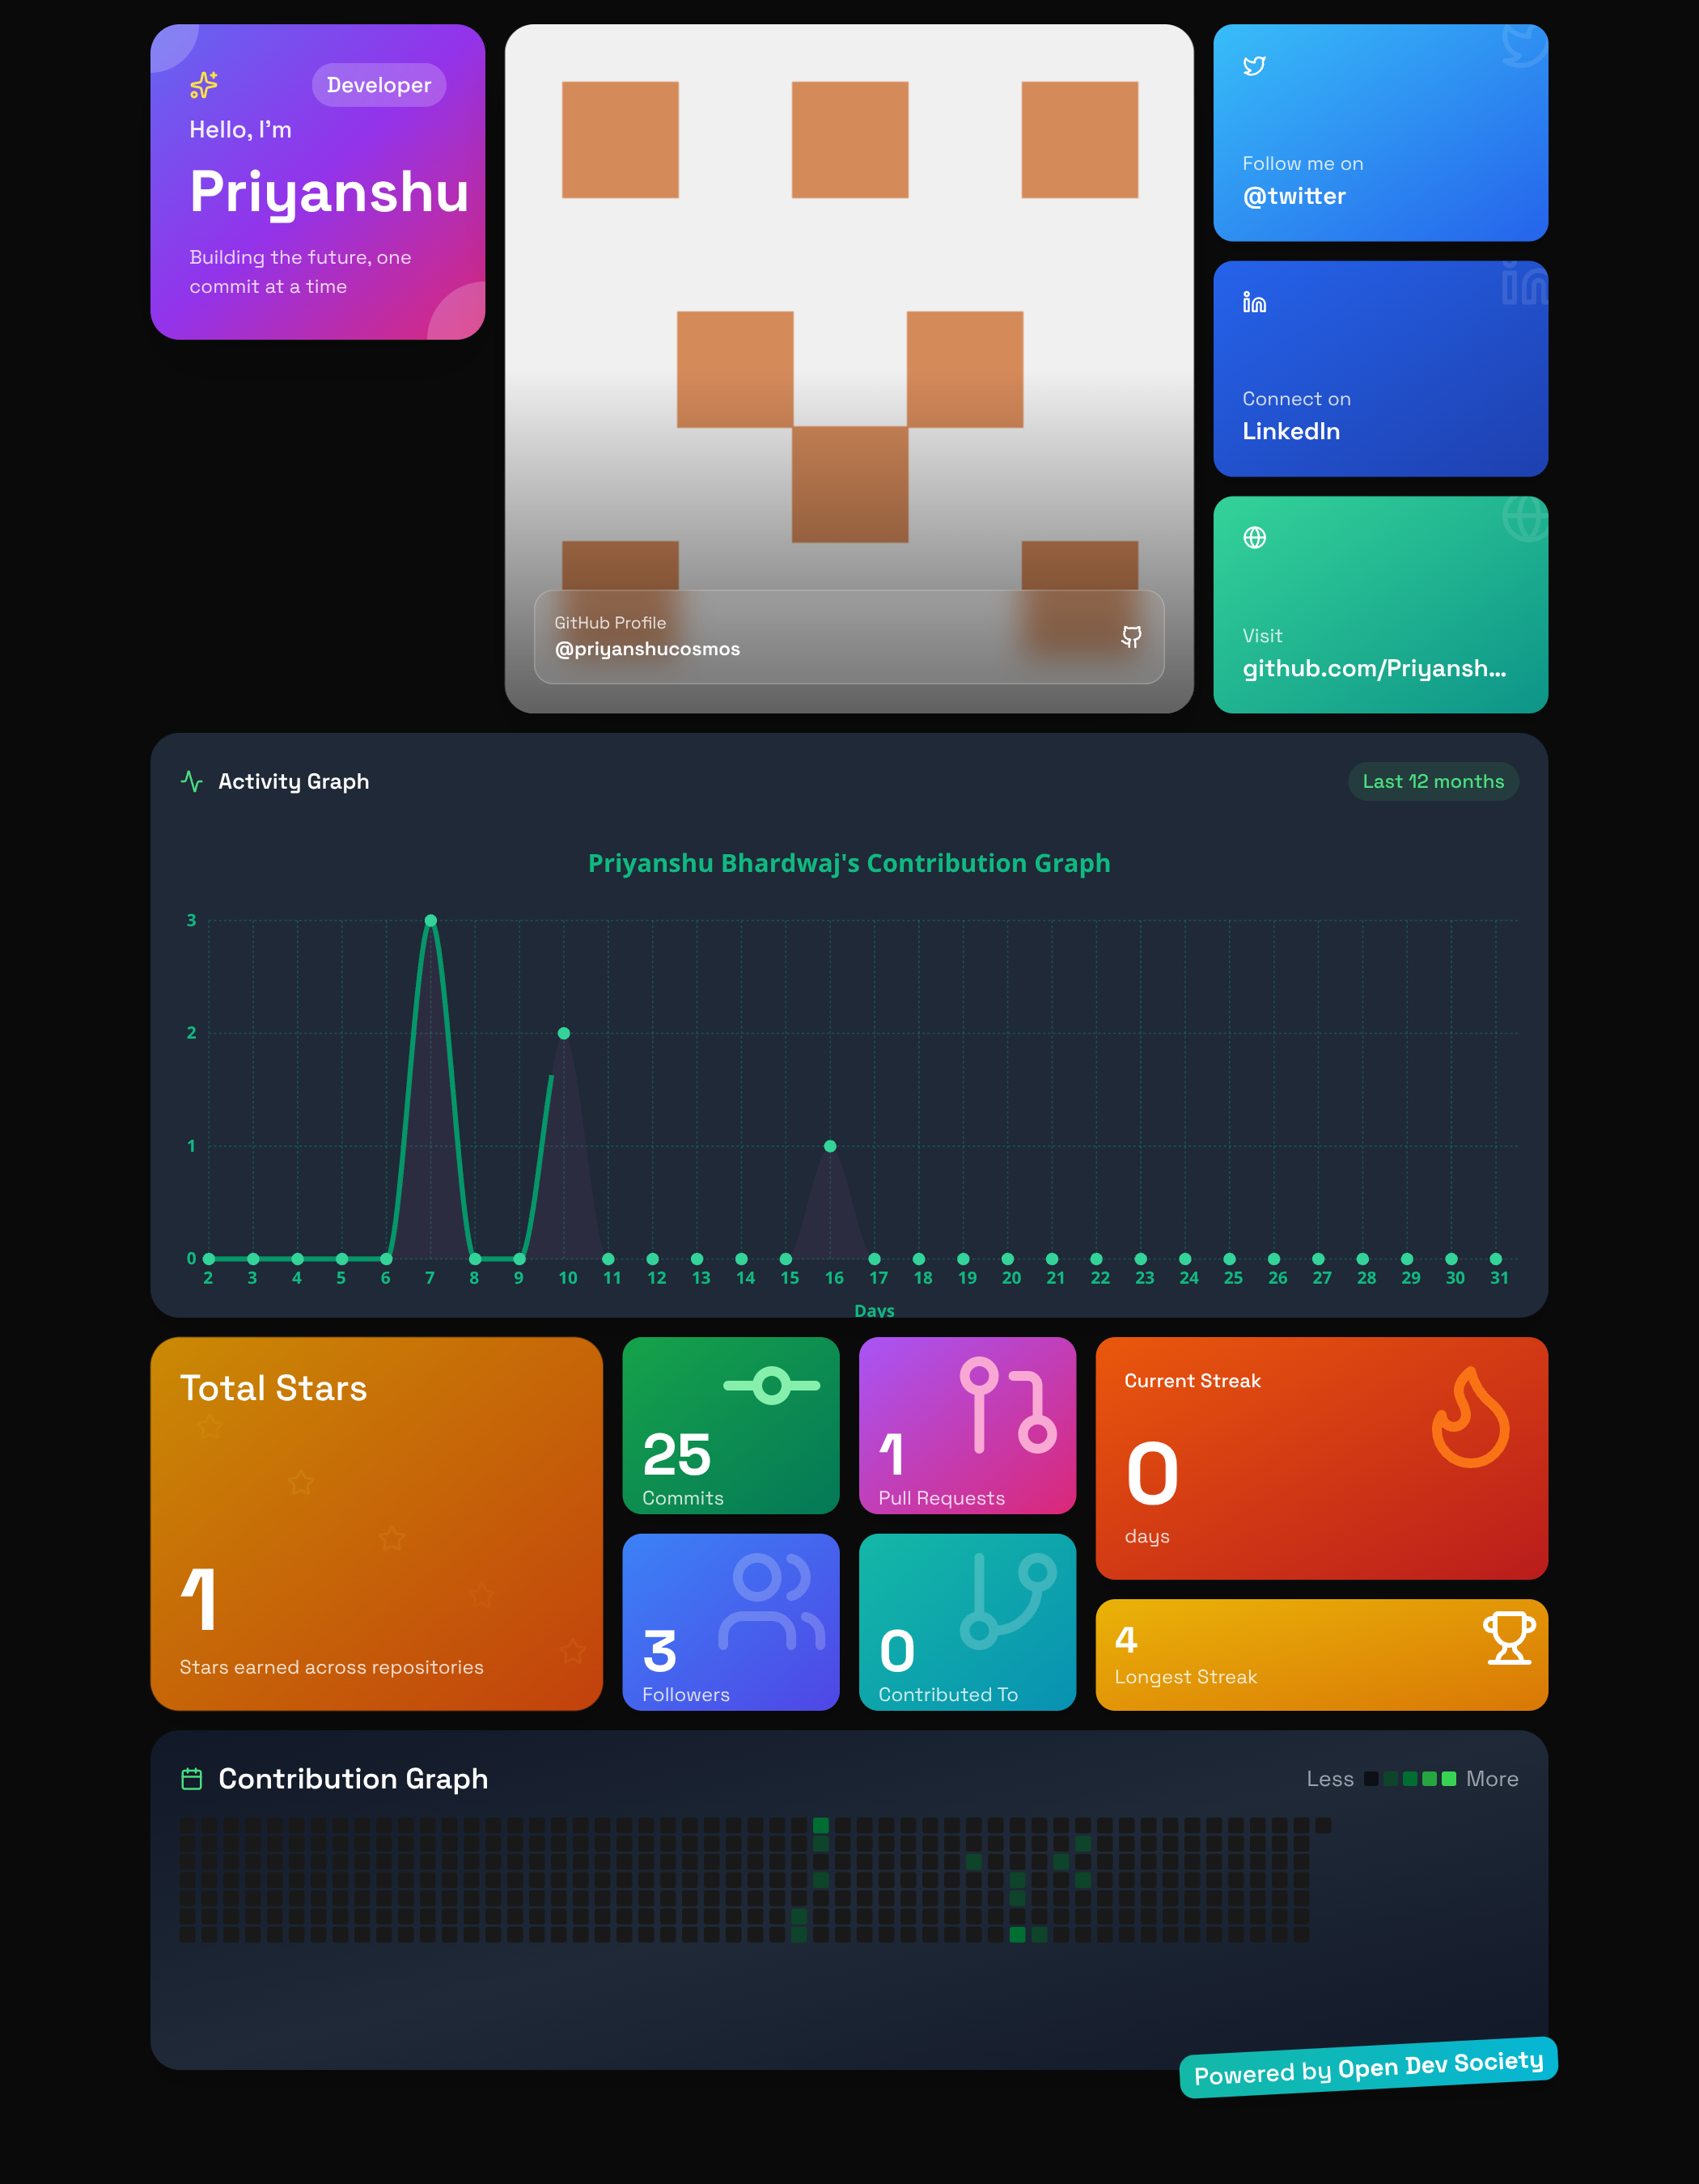 Developer
Hello, I'm
Priyanshu
Building the future, one
commit at a time
GitHub Profile
@priyanshucosmos
Follow me on
@twitter
Connect on
LinkedIn
Visit
github.com/Priyansh...
Activity Graph
Last 12 months
Priyanshu Bhardwaj's Contribution Graph
3
2
1
0
2 3 4 5 6 7 8 9 10 11 12 13 14 15 16 17 18 19 20 21 22 23 24 25 26 27 28 29 30 31
Days
Total Stars
1
Stars earned across repositories
25
Commits
1
Pull Requests
3
Followers
0
Contributed To
Current Streak
0
days
4
Longest Streak
Contribution Graph
Less More
Powered by Open Dev Society